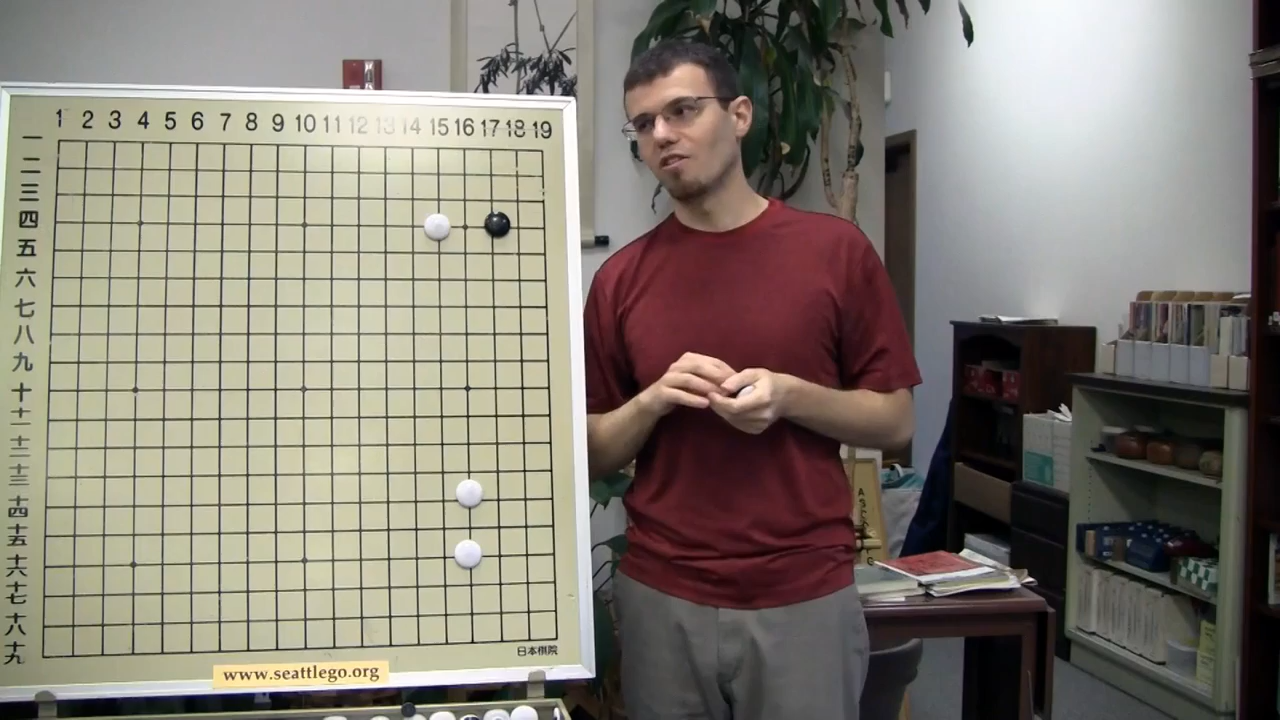 1 2 3 4 5 6 7 8 9 10 11 12 13 14 15 16 17 18 19
一
二
三
四
五
六
七
八
九
十
十一
十二
十三
十四
十五
十六
十七
十八
十九
日本棋院
www.seattlego.org